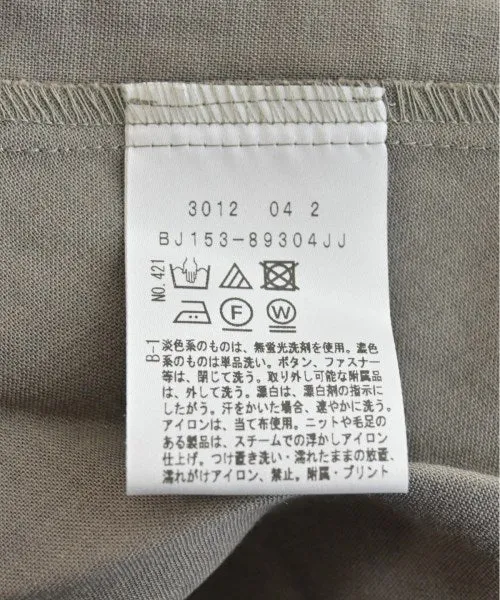 3012 04 2
BJ153-89304JJ
NO.421
F W
B-1
淡色系のものは、無蛍光洗剤を使用。濃色
系のものは単品洗い。ボタン、ファスナー
等は、閉じて洗う。取り外し可能な附属品
は、外して洗う。漂白は、漂白剤の指示に
したがう。汗をかいた場合、速やかに洗う。
アイロンは、当て布使用。ニットや毛足の
ある製品は、スチームでの浮かしアイロン
仕上げ。つけ置き洗い・濡れたままの放置、
濡れがけアイロン、禁止。附属・プリント